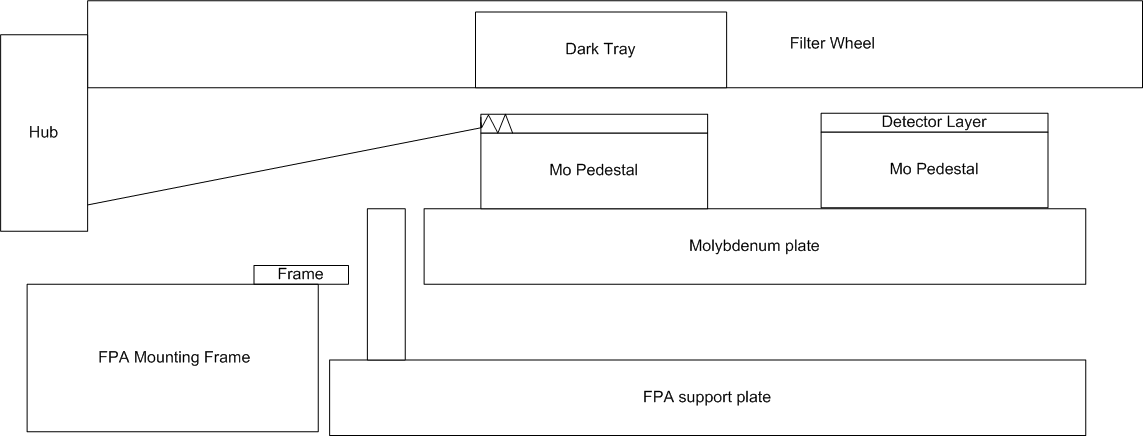 Dark Tray
Filter Wheel
Hub
Detector Layer
Mo Pedestal
Mo Pedestal
Molybdenum plate
Frame
FPA Mounting Frame
FPA support plate